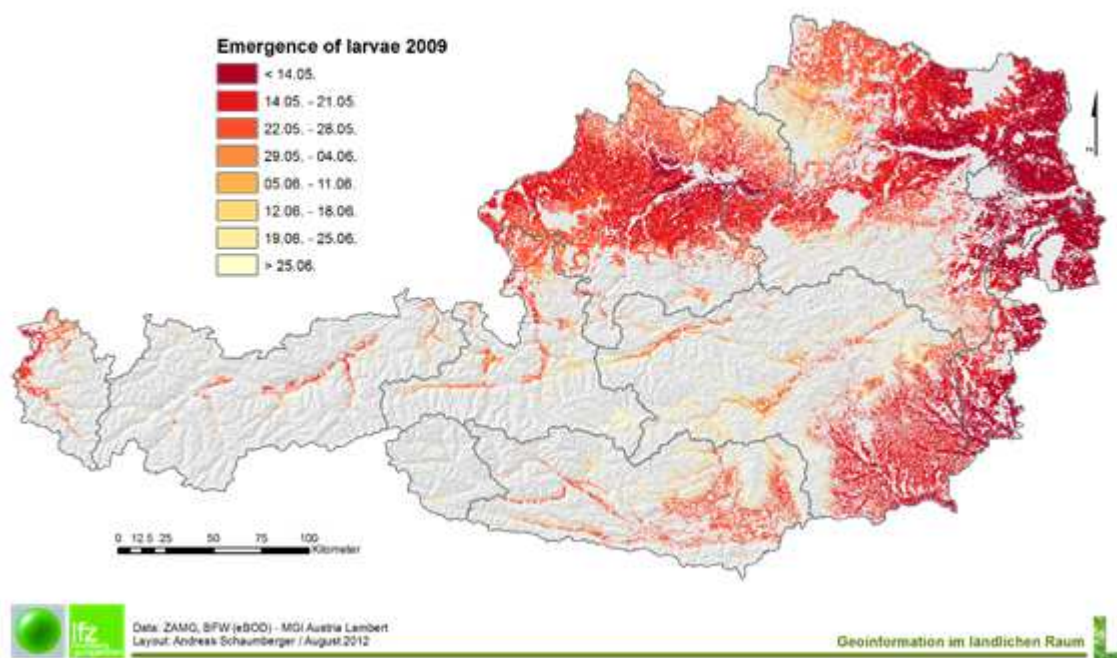 Emergence of larvae 2009
< 14.05.
14.05. - 21.05.
22.05. - 28.05.
29.05. - 04.06.
05.06. - 11.06.
12.06. - 18.06.
19.06. - 25.06.
> 25.06.
0 12.5 25 50 75 100
Kilometer
lfz
Data: ZAMG, BFW (eBOD) - MGI Austria Lambert
Layout: Andreas Schaumberger / August 2012
Geoinformation im ländlichen Raum